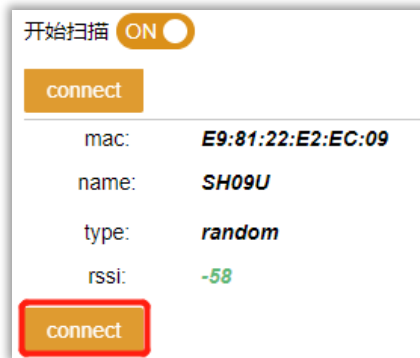 开始扫描 ON
connect
mac: E9:81:22:E2:EC:09
name: SH09U
type: random
rssi: -58
connect